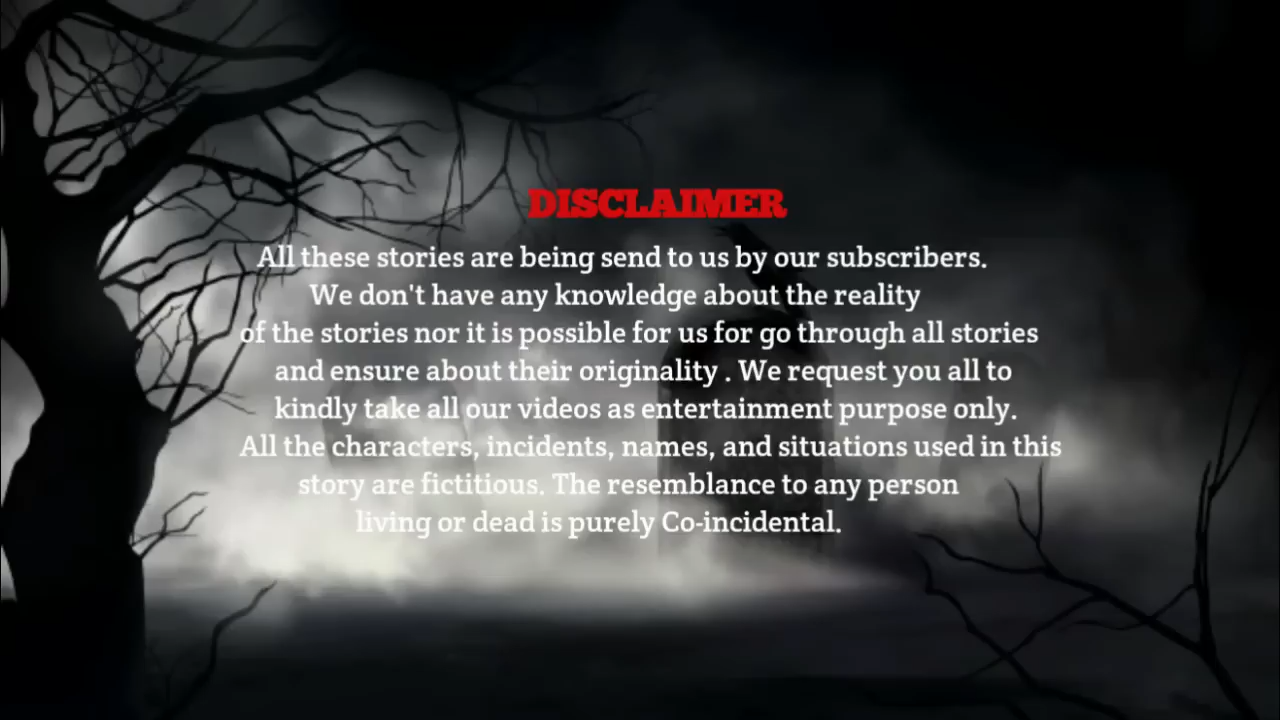 DISCLAIMER
All these stories are being send to us by our subscribers.
We don't have any knowledge about the reality
of the stories nor it is possible for us for go through all stories
and ensure about their originality . We request you all to
kindly take all our videos as entertainment purpose only.
All the characters, incidents, names, and situations used in this
story are fictitious. The resemblance to any person
living or dead is purely Co-incidental.